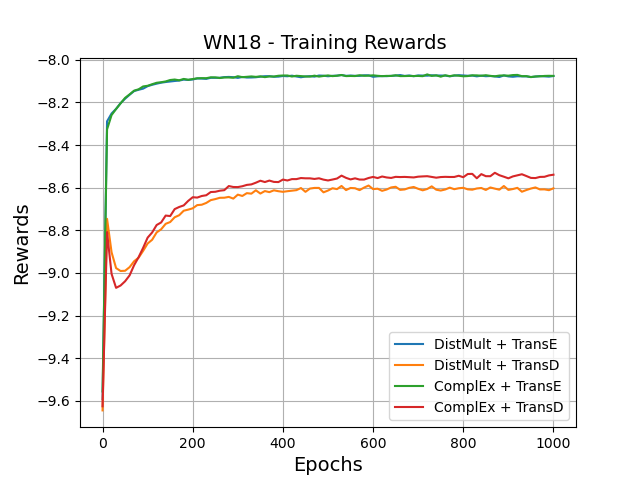 WN18 - Training Rewards
Rewards
−8.0
−8.2
−8.4
−8.6
−8.8
−9.0
−9.2
−9.4
−9.6
DistMult + TransE
DistMult + TransD
ComplEx + TransE
ComplEx + TransD
0 200 400 600 800 1000
Epochs